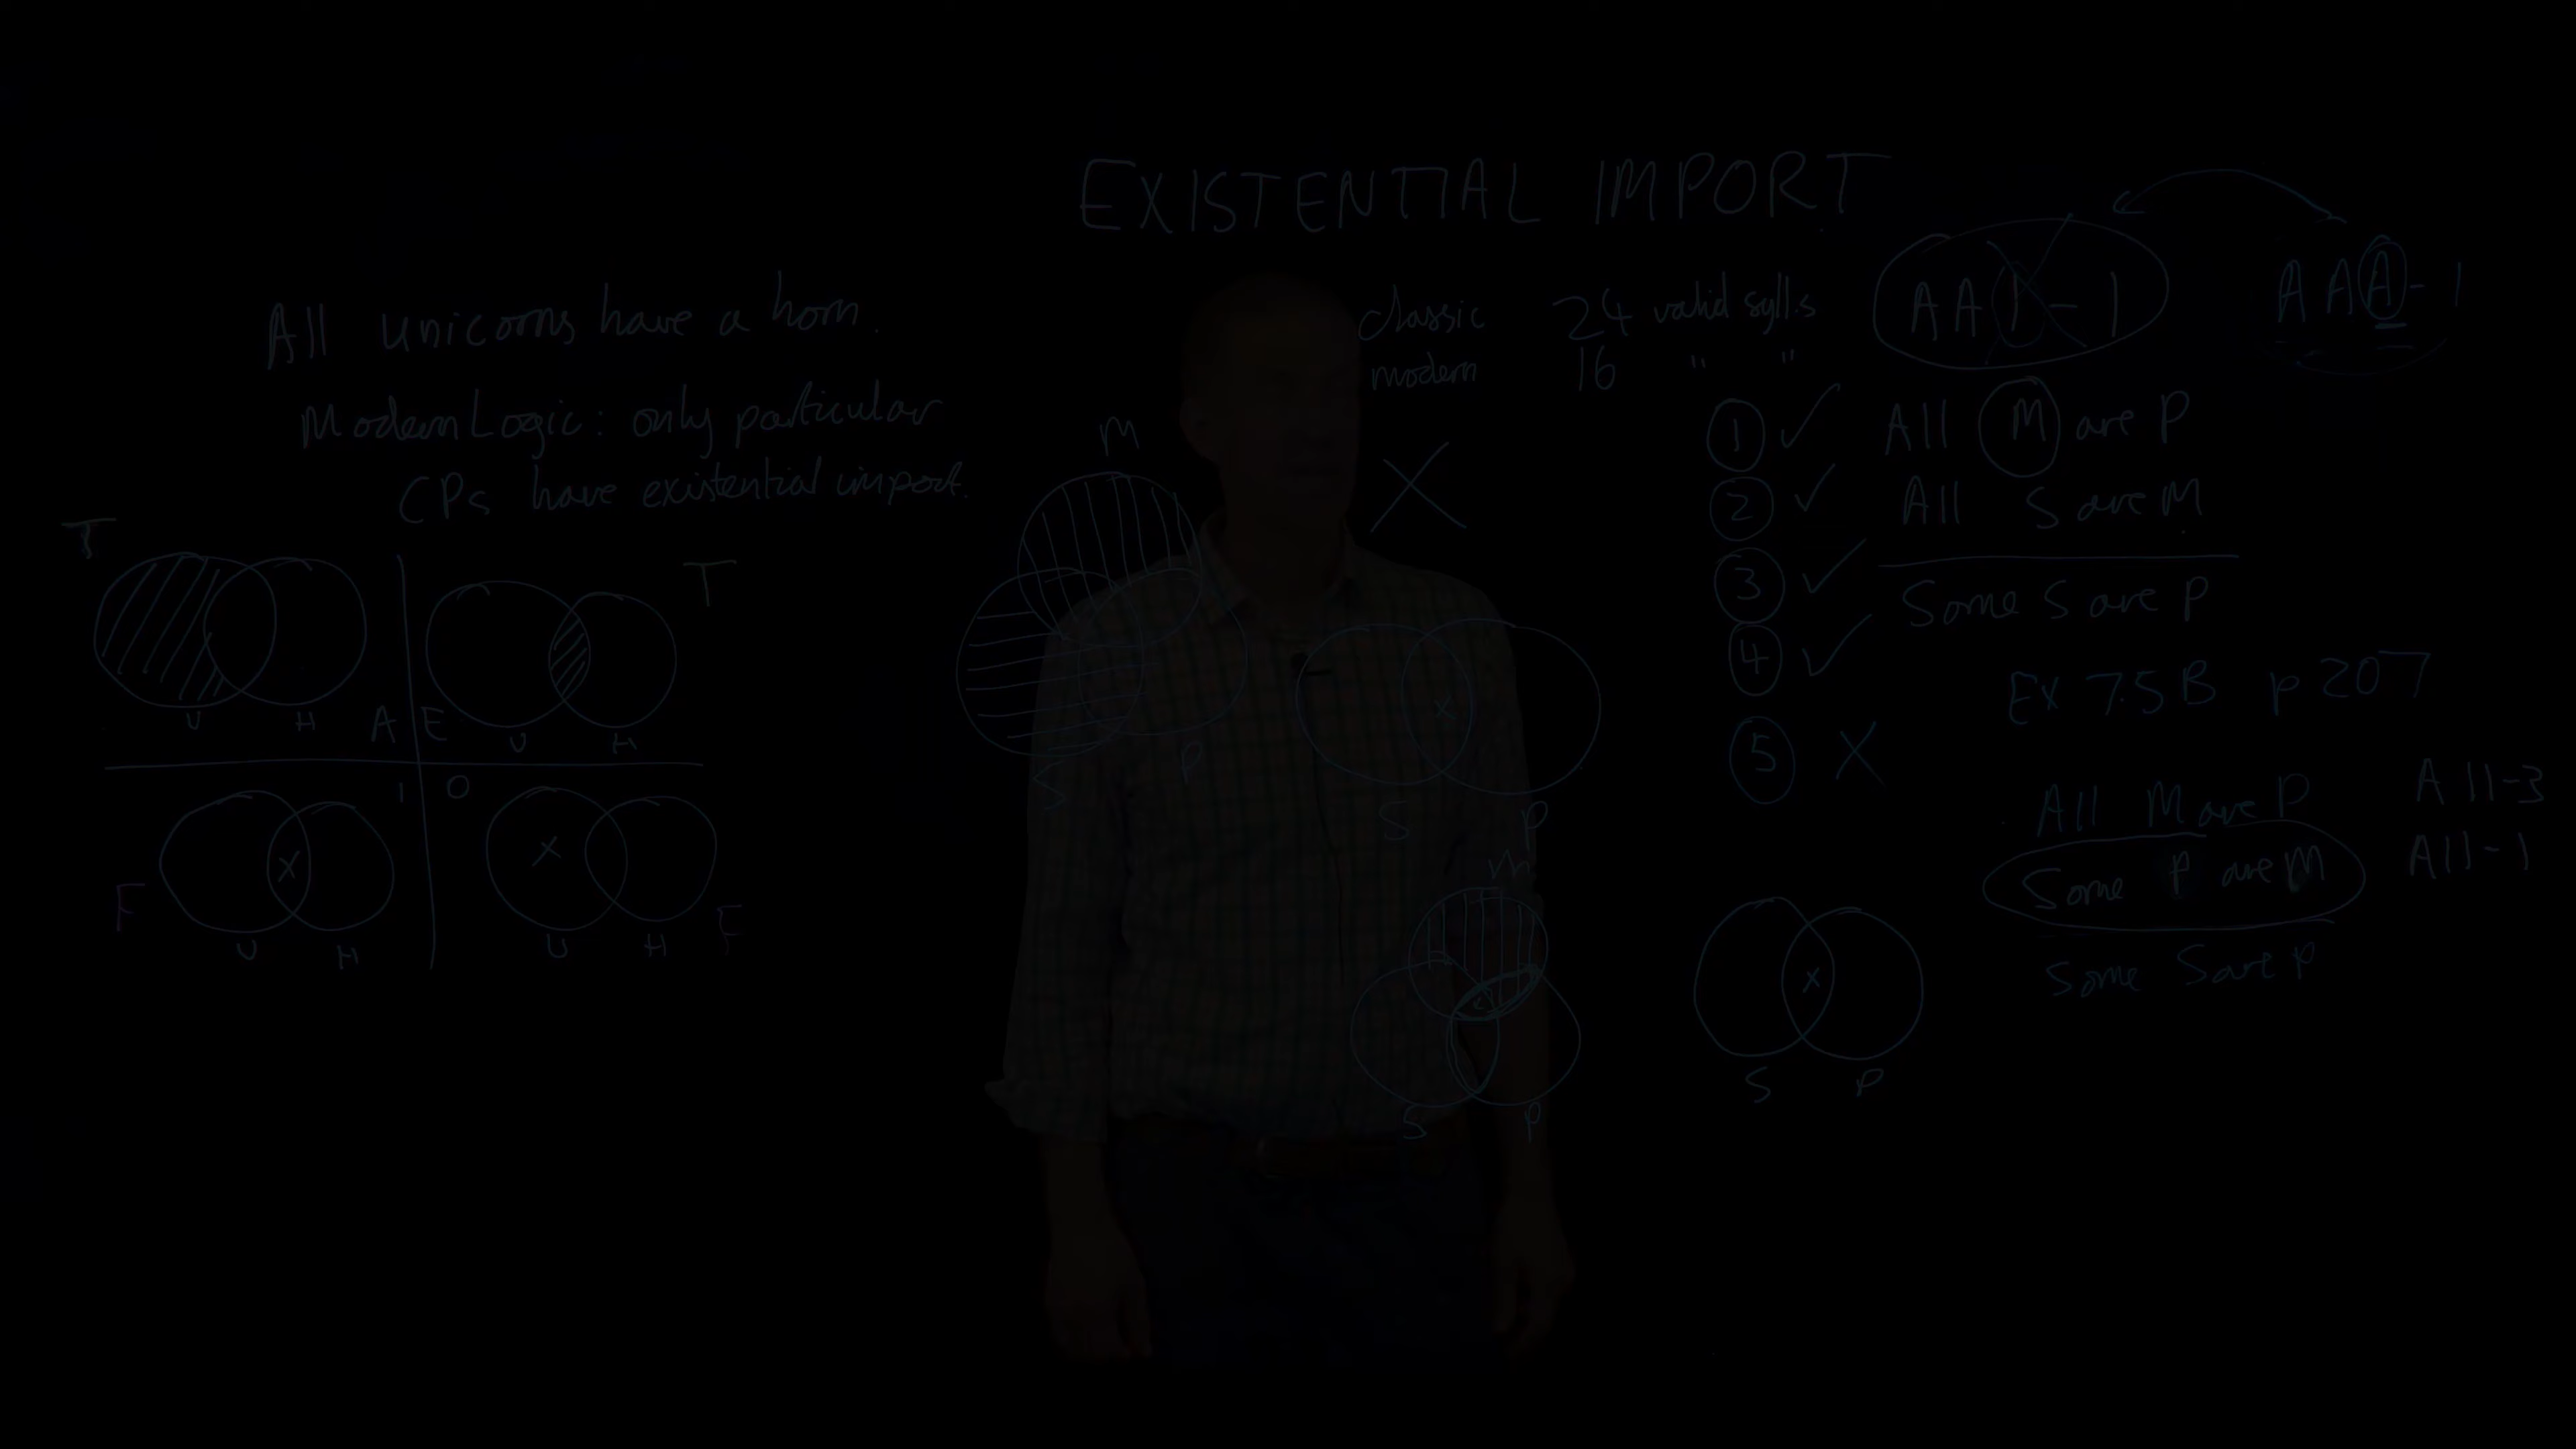 EXISTENTIAL IMPORT
All unicorns have a horn.
Modern Logic: only particular
CPs have existential import.
T
U H A
E U H
T
F
U H I
O U H
F
classic 24 valid sylls
modern 16 " "
AAI-1
AAA-1
M
S P
X
S P
1 ✓ All M are P
2 ✓ All S are M
3 ✓
Some S are P
4 ✓
5 X
Ex 7.5B p207
All M are P
Some P are M
Some S are P
AII-3
AII-1
M
S P
x
S P